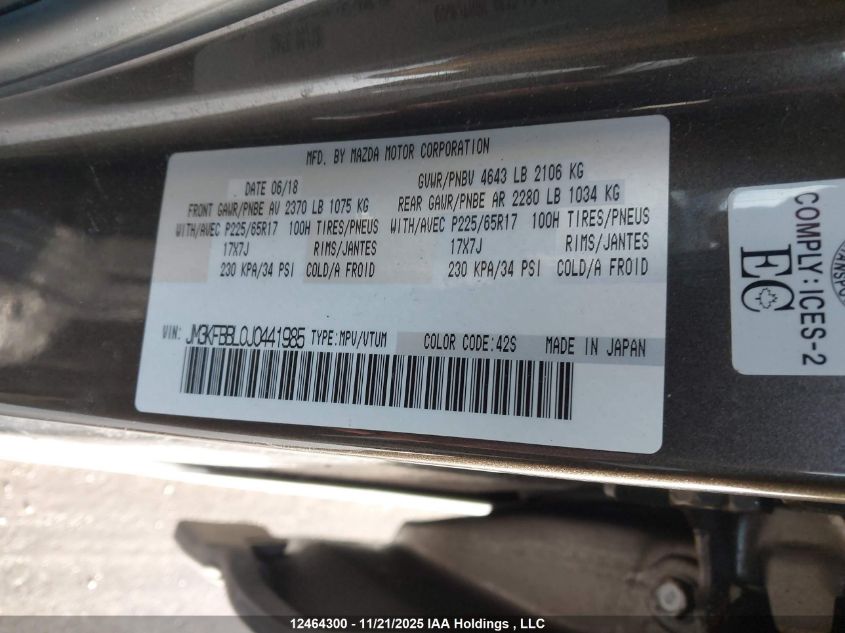 MFD. BY MAZDA MOTOR CORPORATION
DATE 06/18
GVWR/PNBV 4643 LB 2106 KG
FRONT GAWR/PNBE AV 2370 LB 1075 KG
REAR GAWR/PNBE AR 2280 LB 1034 KG
WITH/AVEC P225/65R17 100H TIRES/PNEUS
WITH/AVEC P225/65R17 100H TIRES/PNEUS
17X7J RIMS/JANTES
17X7J RIMS/JANTES
230 KPA/34 PSI COLD/A FROID
230 KPA/34 PSI COLD/A FROID
VIN: JM3KFBBL0J0441985 TYPE:MPV/VTUM COLOR CODE:42S MADE IN JAPAN
COMPLY: ICES-2
EC
12464300 - 11/21/2025 IAA Holdings , LLC